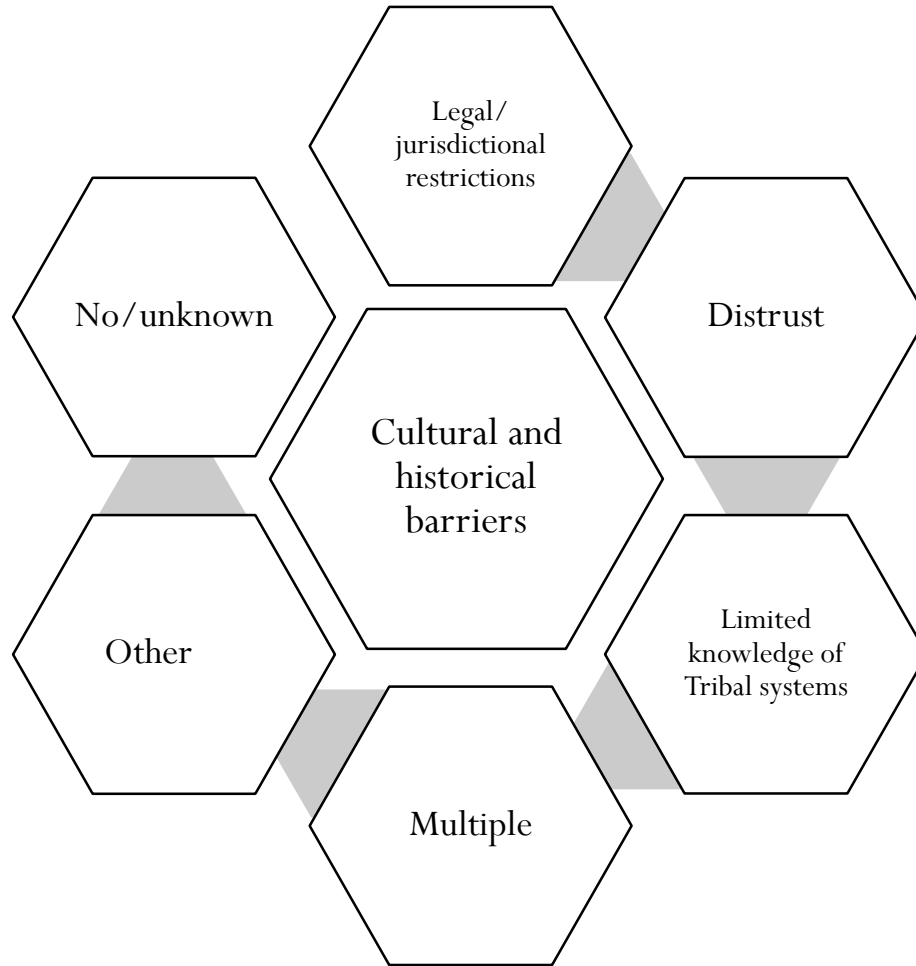 Legal/
jurisdictional
restrictions
No/unknown
Distrust
Cultural and
historical
barriers
Other
Limited
knowledge of
Tribal systems
Multiple